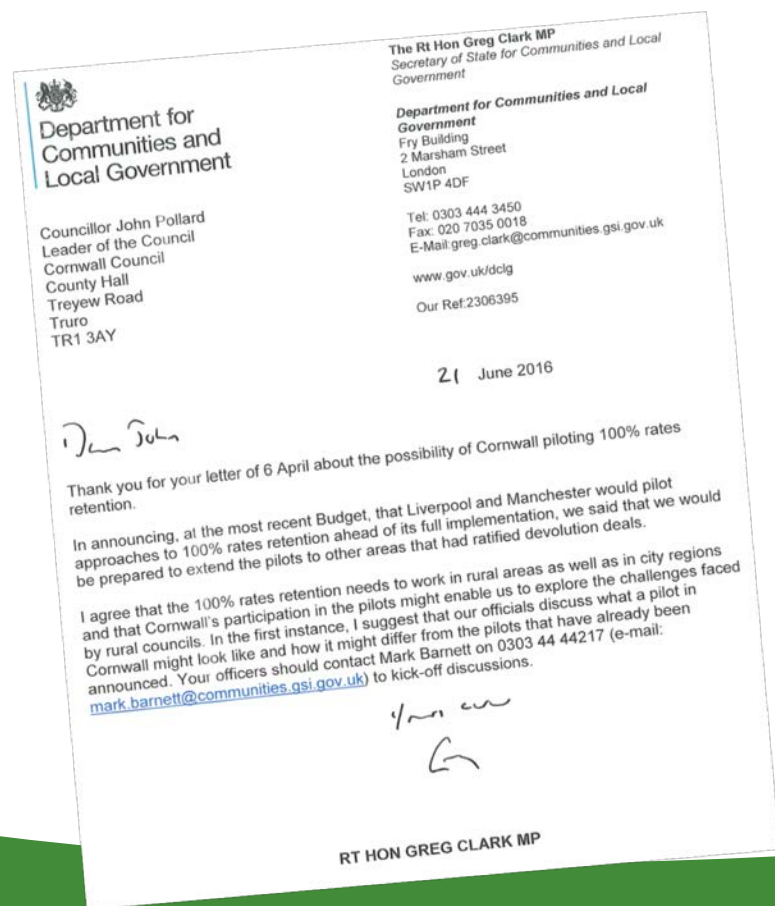 The Rt Hon Greg Clark MP
Secretary of State for Communities and Local
Government
Department for
Communities and
Local Government
Department for Communities and Local
Government
Fry Building
2 Marsham Street
London
SW1P 4DF
Tel: 0303 444 3450
Fax: 020 7035 0018
E-Mail:greg.clark@communities.gsi.gov.uk
www.gov.uk/dclg
Our Ref:2306395
Councillor John Pollard
Leader of the Council
Cornwall Council
County Hall
Treyew Road
Truro
TR1 3AY
21 June 2016
Dear John
Thank you for your letter of 6 April about the possibility of Cornwall piloting 100% rates
retention.
In announcing, at the most recent Budget, that Liverpool and Manchester would pilot
approaches to 100% rates retention ahead of its full implementation, we said that we would
be prepared to extend the pilots to other areas that had ratified devolution deals.
I agree that the 100% rates retention needs to work in rural areas as well as in city regions
and that Cornwall's participation in the pilots might enable us to explore the challenges faced
by rural councils. In the first instance, I suggest that our officials discuss what a pilot in
Cornwall might look like and how it might differ from the pilots that have already been
announced. Your officers should contact Mark Barnett on 0303 44 44217 (e-mail:
mark.barnett@communities.gsi.gov.uk) to kick-off discussions.
Yours ever
RT HON GREG CLARK MP